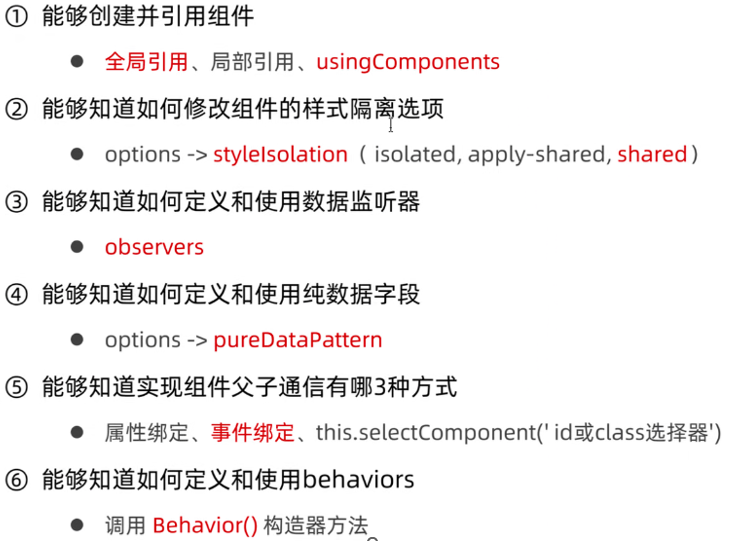 ① 能够创建并引用组件
● 全局引用、局部引用、usingComponents
② 能够知道如何修改组件的样式隔离选项
● options -> styleIsolation（ isolated, apply-shared, shared）
③ 能够知道如何定义和使用数据监听器
● observers
④ 能够知道如何定义和使用纯数据字段
● options -> pureDataPattern
⑤ 能够知道实现组件父子通信有哪3种方式
● 属性绑定、事件绑定、this.selectComponent(' id或class选择器')
⑥ 能够知道如何定义和使用behaviors
● 调用 Behavior() 构造器方法